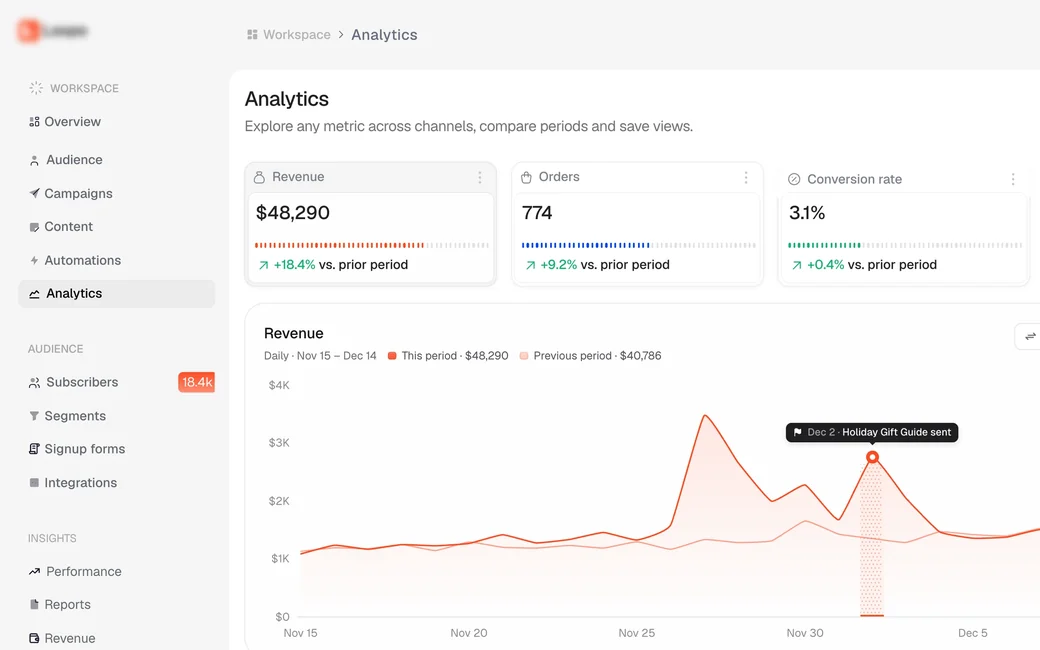 Workspace > Analytics
WORKSPACE
Overview
Audience
Campaigns
Content
Automations
Analytics
AUDIENCE
Subscribers 18.4k
Segments
Signup forms
Integrations
INSIGHTS
Performance
Reports
Revenue
Analytics
Explore any metric across channels, compare periods and save views.
Revenue
$48,290
+18.4% vs. prior period
Orders
774
+9.2% vs. prior period
Conversion rate
3.1%
+0.4% vs. prior period
Revenue
Daily · Nov 15 – Dec 14 This period · $48,290 Previous period · $40,786
$4K
$3K
$2K
$1K
$0
Dec 2 · Holiday Gift Guide sent
Nov 15 Nov 20 Nov 25 Nov 30 Dec 5